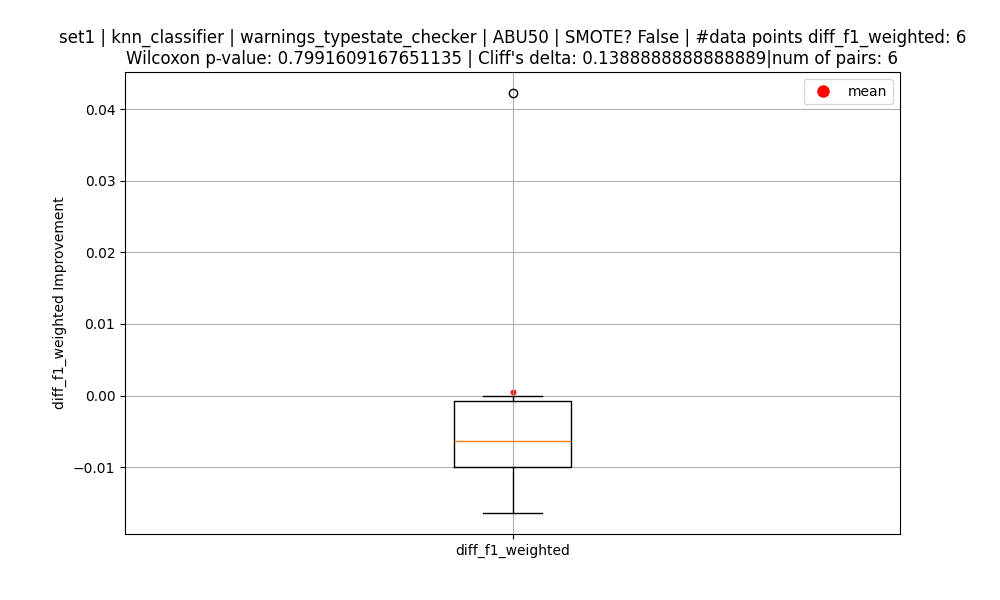 set1 | knn_classifier | warnings_typestate_checker | ABU50 | SMOTE? False | #data points diff_f1_weighted: 6
Wilcoxon p-value: 0.7991609167651135 | Cliff's delta: 0.1388888888888889|num of pairs: 6
mean
0.04
0.03
0.02
0.01
0.00
−0.01
diff_f1_weighted Improvement
diff_f1_weighted